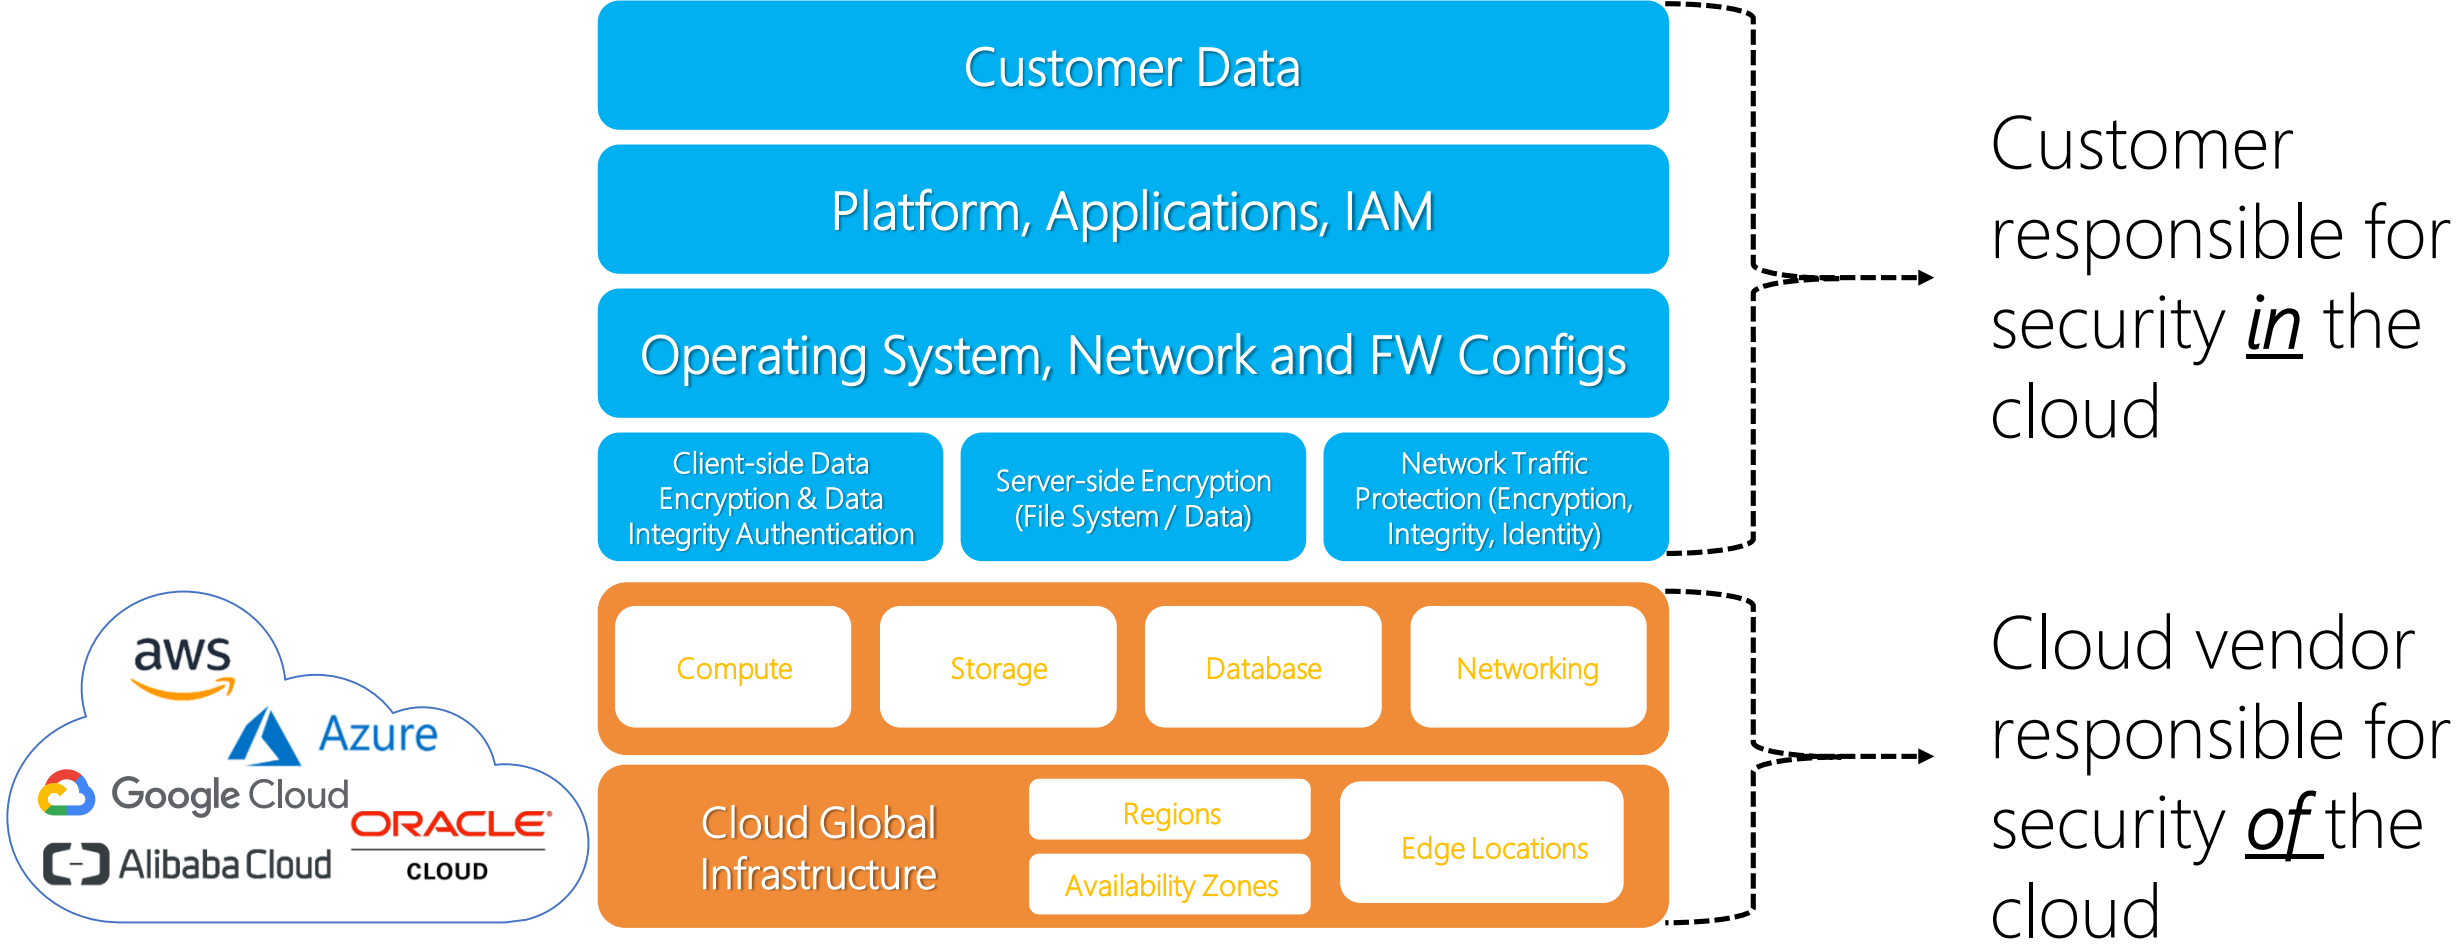 Customer Data
Platform, Applications, IAM
Operating System, Network and FW Configs
Client-side Data
Encryption & Data
Integrity Authentication
Server-side Encryption
(File System / Data)
Network Traffic
Protection (Encryption,
Integrity, Identity)
Customer
responsible for
security in the
cloud
aws
Azure
Google Cloud
ORACLE
CLOUD
Alibaba Cloud
Compute
Storage
Database
Networking
Cloud Global
Infrastructure
Regions
Availability Zones
Edge Locations
Cloud vendor
responsible for
security of the
cloud